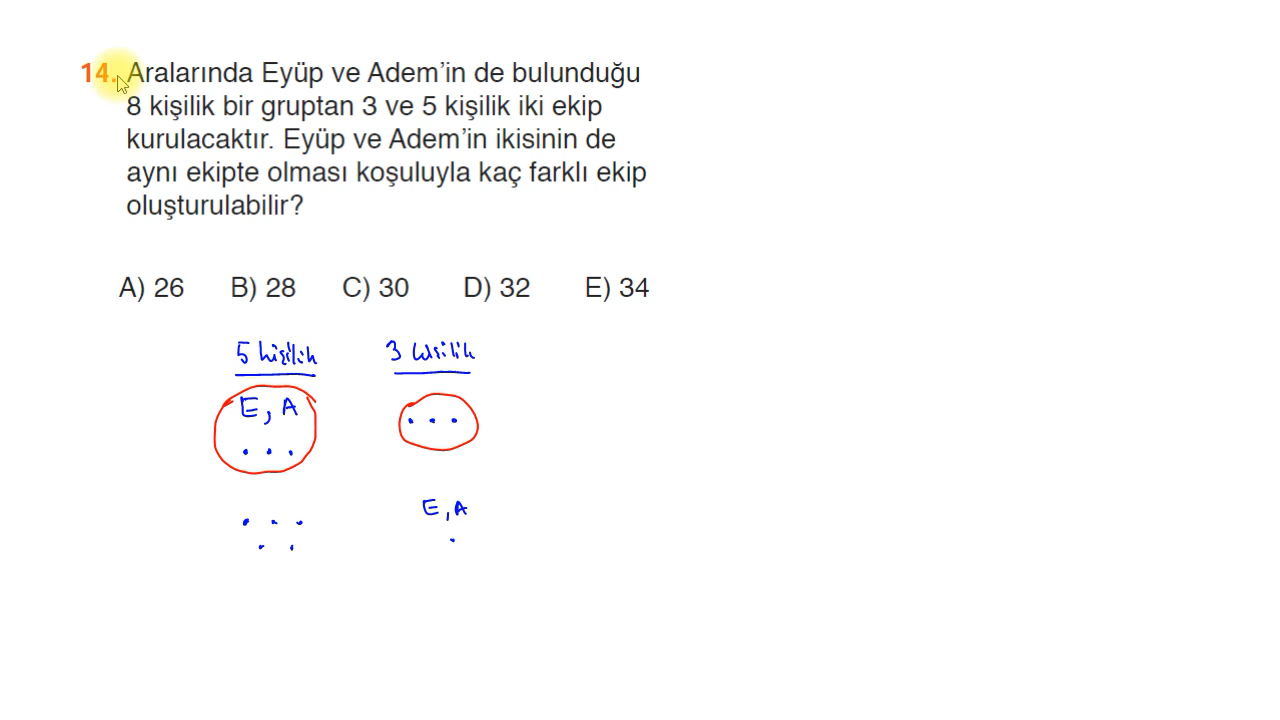 14. Aralarında Eyüp ve Adem’in de bulunduğu
8 kişilik bir gruptan 3 ve 5 kişilik iki ekip
kurulacaktır. Eyüp ve Adem’in ikisinin de
aynı ekipte olması koşuluyla kaç farklı ekip
oluşturulabilir?
A) 26 B) 28 C) 30 D) 32 E) 34
5 kişilik 3 kişilik
E, A . . .
. . .
E, A
. . . .
. .